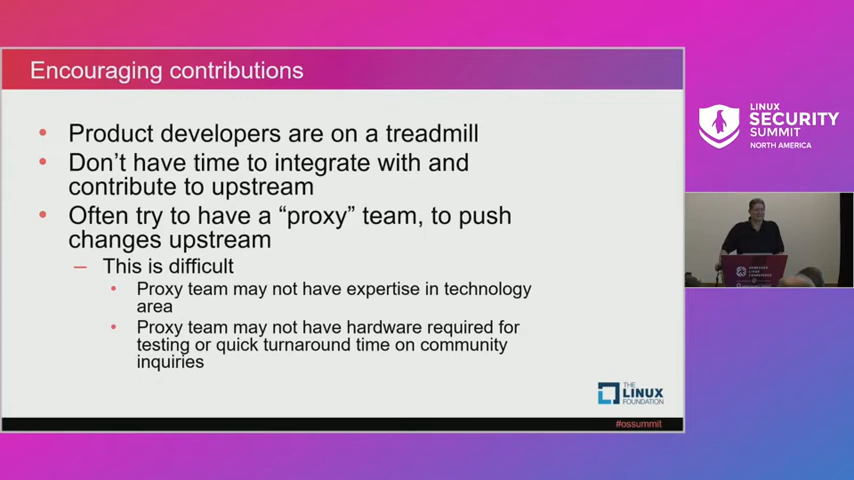 Encouraging contributions
• Product developers are on a treadmill
• Don't have time to integrate with and
contribute to upstream
• Often try to have a “proxy” team, to push
changes upstream
– This is difficult
• Proxy team may not have expertise in technology
area
• Proxy team may not have hardware required for
testing or quick turnaround time on community
inquiries
THE
LINUX
FOUNDATION
#ossummit
LINUX
SECURITY
SUMMIT
NORTH AMERICA